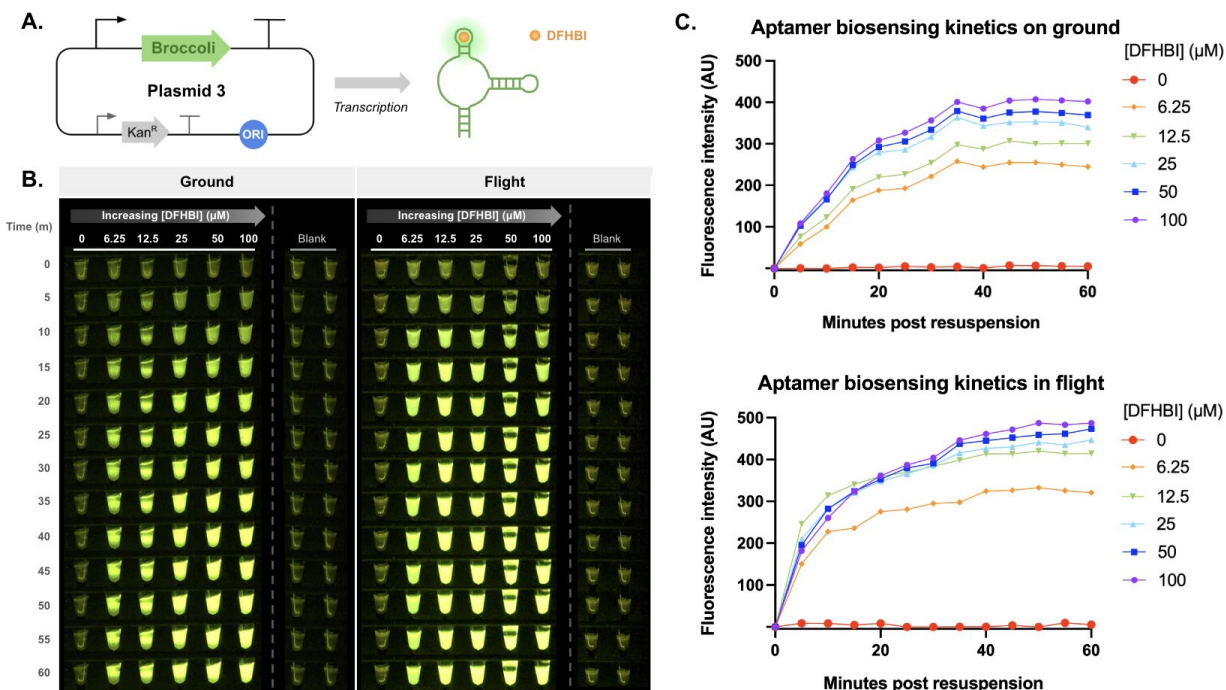 A.
Broccoli
Plasmid 3
Kan^R
ORI
Transcription
DFHBI
B.
Ground
Flight
Increasing [DFHBI] (μM)
Increasing [DFHBI] (μM)
Time (m)
0 6.25 12.5 25 50 100 Blank
0 6.25 12.5 25 50 100 Blank
0
5
10
15
20
25
30
35
40
45
50
55
60
C.
Aptamer biosensing kinetics on ground
Fluorescence intensity (AU)
500
400
300
200
100
0 20 40 60
Minutes post resuspension
[DFHBI] (μM)
0
6.25
12.5
25
50
100
Aptamer biosensing kinetics in flight
Fluorescence intensity (AU)
500
400
300
200
100
0 20 40 60
Minutes post resuspension
[DFHBI] (μM)
0
6.25
12.5
25
50
100